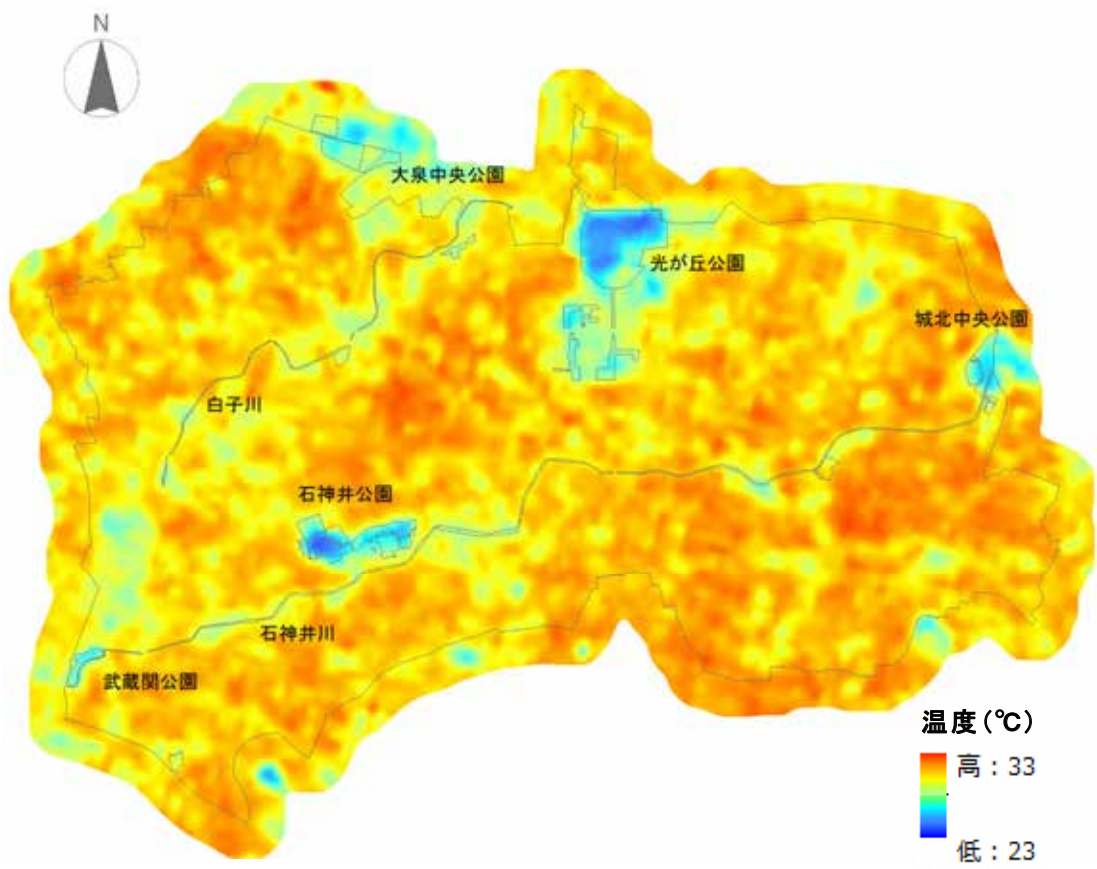 N
大泉中央公園
光が丘公園
城北中央公園
白子川
石神井公園
石神井川
武蔵関公園
温度(℃)
高:33
低:23